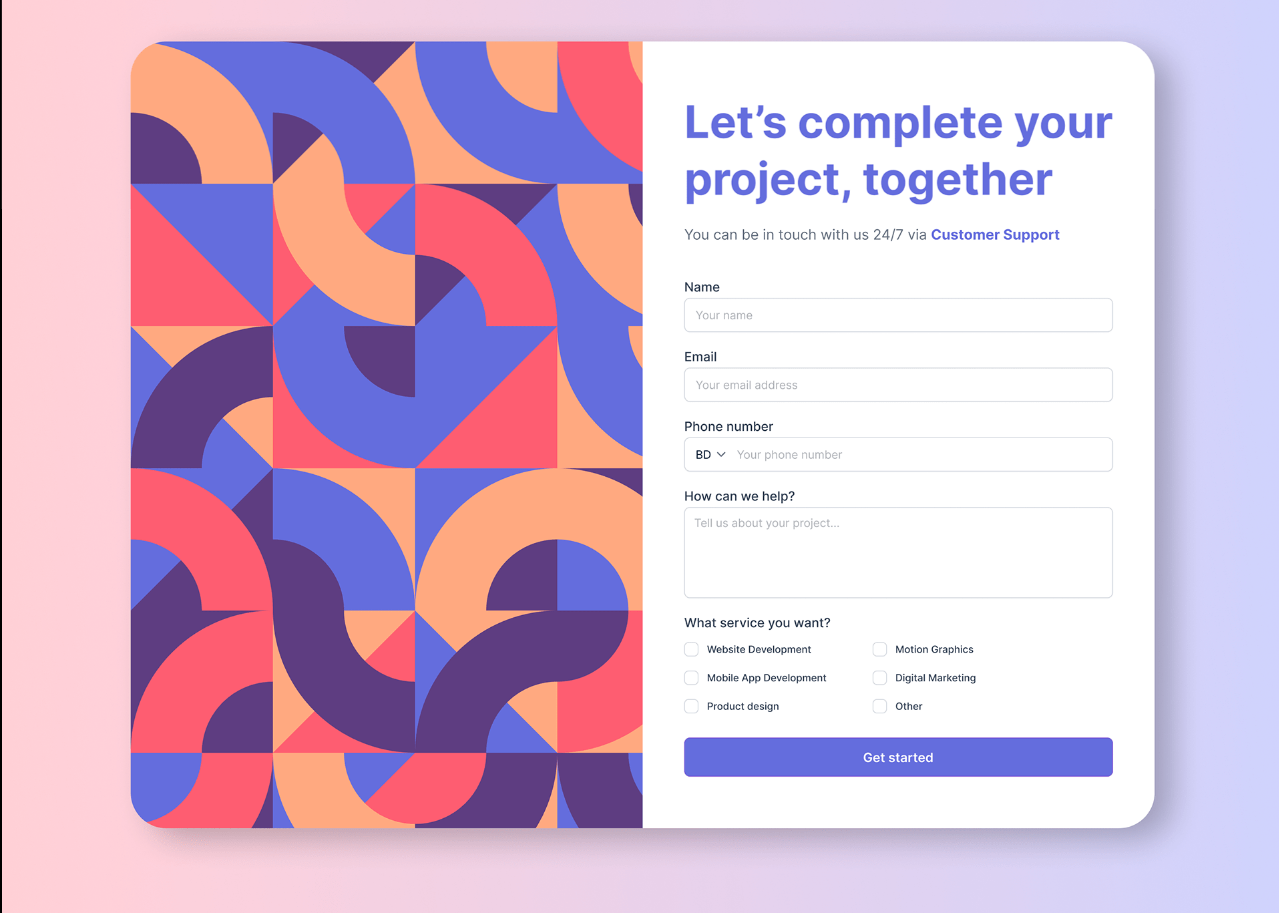 Let’s complete your
project, together
You can be in touch with us 24/7 via Customer Support
Name
Your name
Email
Your email address
Phone number
BD Your phone number
How can we help?
Tell us about your project...
What service you want?
Website Development Motion Graphics
Mobile App Development Digital Marketing
Product design Other
Get started